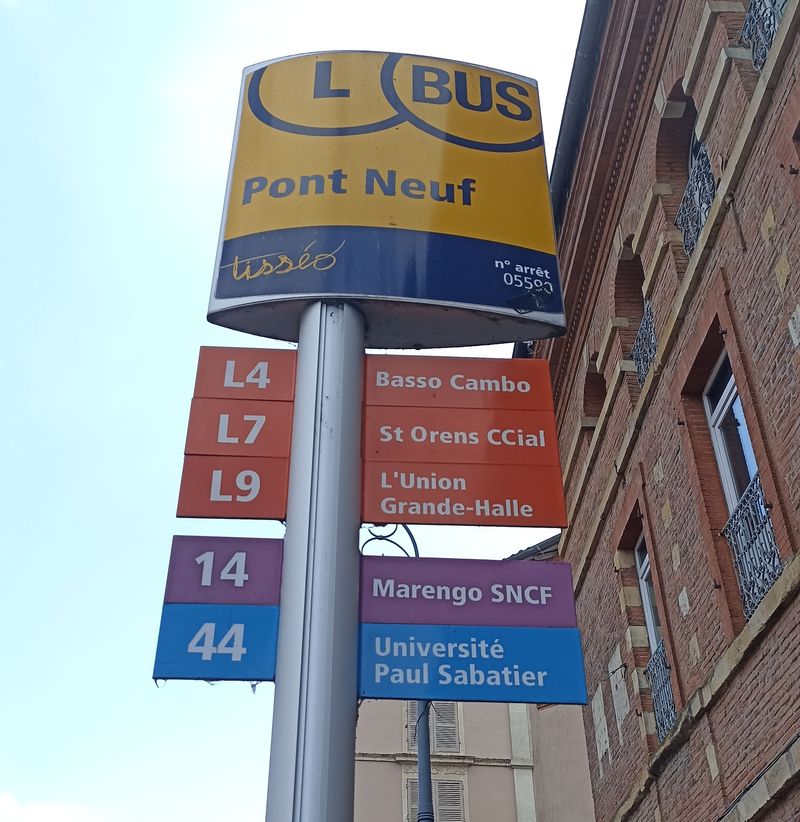 L BUS
Pont Neuf
tisséo
n° arrêt
05580
L4 Basso Cambo
L7 St Orens CCial
L9 L'Union
Grande-Halle
14 Marengo SNCF
44 Université
Paul Sabatier